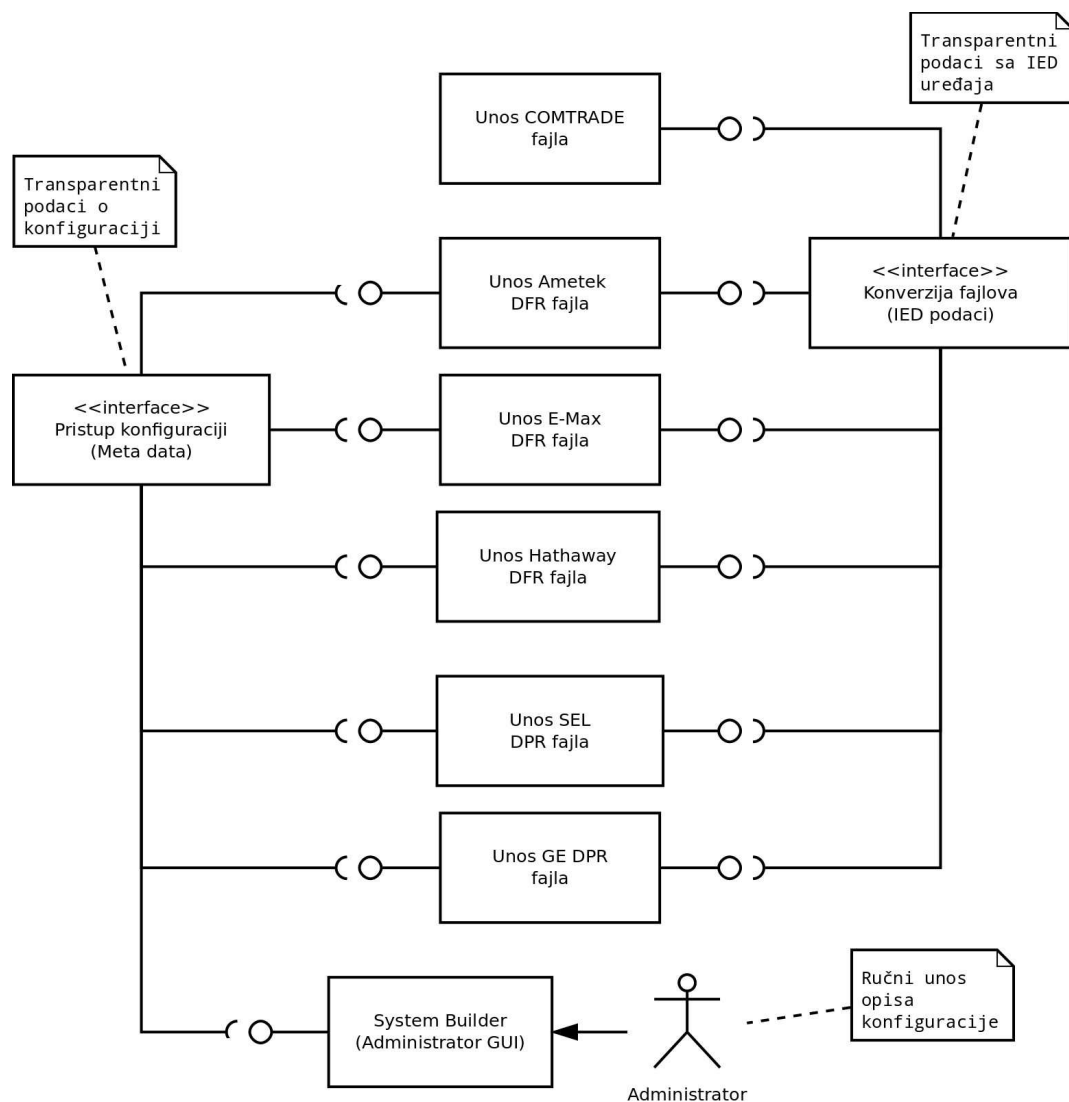 Transparentni
podaci sa IED
uređaja
Unos COMTRADE
fajla
Transparentni
podaci o
konfiguraciji
Unos Ametek
DFR fajla
<<interface>>
Konverzija fajlova
(IED podaci)
<<interface>>
Pristup konfiguraciji
(Meta data)
Unos E-Max
DFR fajla
Unos Hathaway
DFR fajla
Unos SEL
DPR fajla
Unos GE DPR
fajla
System Builder
(Administrator GUI)
Ručni unos
opisa
konfiguracije
Administrator